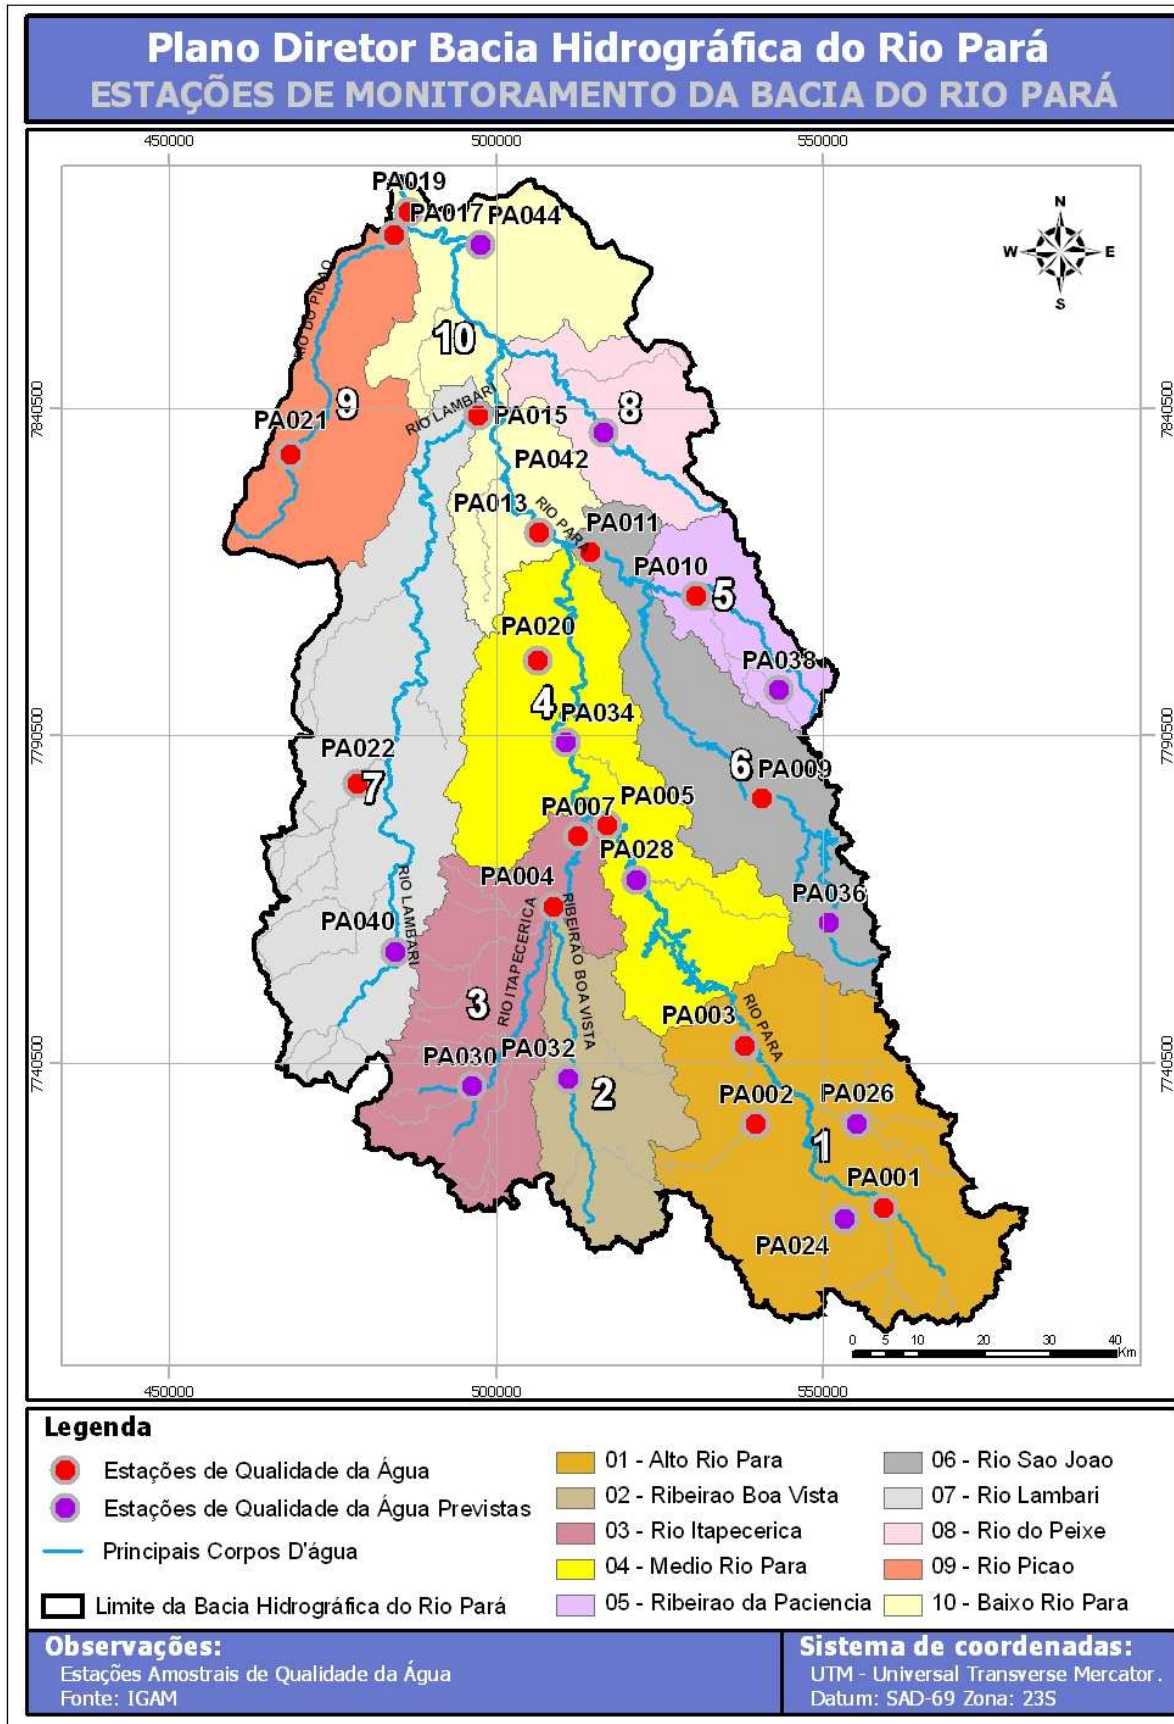 Plano Diretor Bacia Hidrográfica do Rio Pará
ESTAÇÕES DE MONITORAMENTO DA BACIA DO RIO PARÁ
450000
500000
550000
PA019
PA017
PA044
N
W
E
S
RIO DO PICAO
10
7840500
7840500
9
RIO LAMBARI
8
PA021
PA015
PA042
PA013
RIO PARA
PA011
PA010
5
PA020
PA038
4
PA034
7790500
7790500
PA022
7
6
PA009
PA007
PA005
PA028
PA004
PA036
PA040
RIO LAMBARI
RIO ITAPECERICA
RIBEIRAO BOA VISTA
3
PA003
RIO PARA
7740500
7740500
PA030
PA032
2
PA002
PA026
1
PA001
PA024
0 5 10 20 30 40
Km
450000
500000
550000
Legenda
Estações de Qualidade da Água
Estações de Qualidade da Água Previstas
Principais Corpos D'água
Limite da Bacia Hidrográfica do Rio Pará
01 - Alto Rio Para
02 - Ribeirao Boa Vista
03 - Rio Itapecerica
04 - Medio Rio Para
05 - Ribeirao da Paciencia
06 - Rio Sao Joao
07 - Rio Lambari
08 - Rio do Peixe
09 - Rio Picao
10 - Baixo Rio Para
Observações:
Estações Amostrais de Qualidade da Água
Fonte: IGAM
Sistema de coordenadas:
UTM - Universal Transverse Mercator.
Datum: SAD-69 Zona: 23S